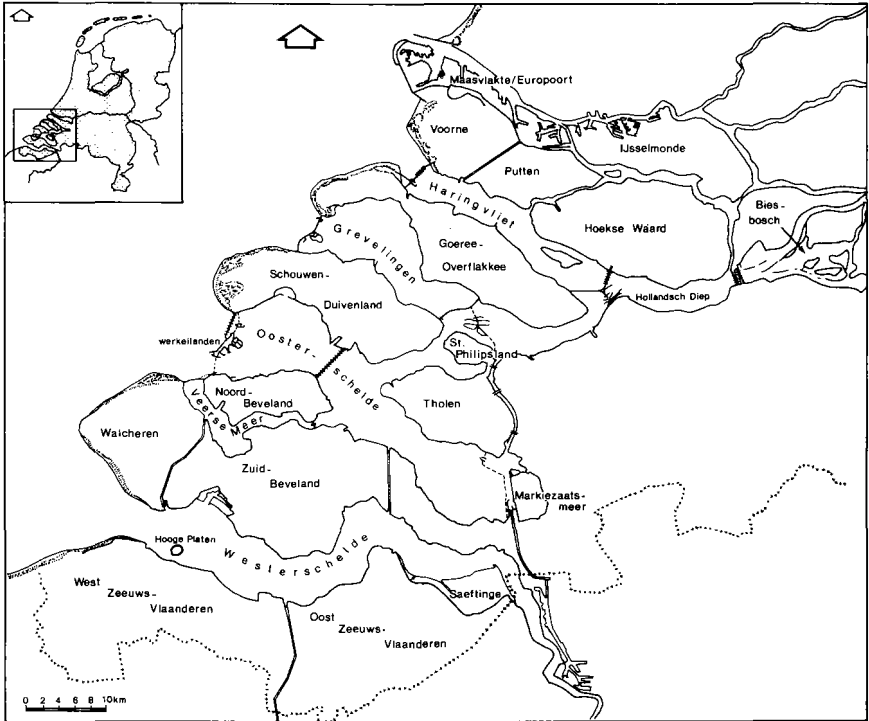 Maasvlakte/Europoort
Voorne
IJsselmonde
Putten
Haringvliet
Bies-
bosch
Hoekse Waard
Grevelingen
Goeree-
Overflakkee
Schouwen-
Duivenland
Hollandsch Diep
werkeilanden
Ooster-
schelde
St.
Philipsland
Noord-
Beveland
Veerse Meer
Tholen
Walcheren
Zuid-
Beveland
Markiezaats-
meer
Hooge Platen
Westerschelde
Saeftinge
West
Zeeuws-
Vlaanderen
Oost
Zeeuws-
Vlaanderen
0 2 4 6 8 10km